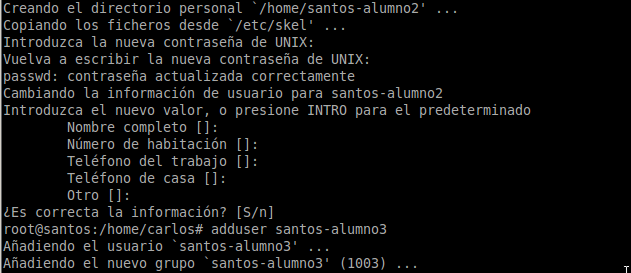 Creando el directorio personal `/home/santos-alumno2' ...
Copiando los ficheros desde `/etc/skel' ...
Introduzca la nueva contraseña de UNIX:
Vuelva a escribir la nueva contraseña de UNIX:
passwd: contraseña actualizada correctamente
Cambiando la información de usuario para santos-alumno2
Introduzca el nuevo valor, o presione INTRO para el predeterminado
Nombre completo []:
Número de habitación []:
Teléfono del trabajo []:
Teléfono de casa []:
Otro []:
¿Es correcta la información? [S/n]
root@santos:/home/carlos# adduser santos-alumno3
Añadiendo el usuario `santos-alumno3' ...
Añadiendo el nuevo grupo `santos-alumno3' (1003) ...